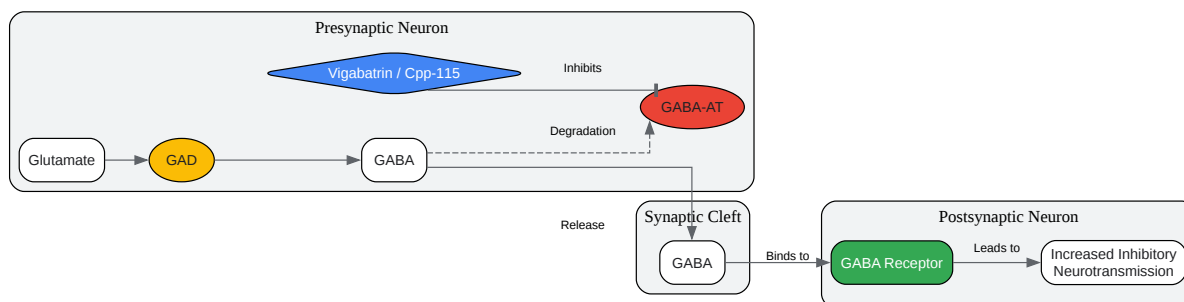 Presynaptic Neuron
Vigabatrin / Cpp-115
Inhibits
GABA-AT
Degradation
Glutamate
GAD
GABA
Release
Synaptic Cleft
GABA
Binds to
Postsynaptic Neuron
GABA Receptor
Leads to
Increased Inhibitory
Neurotransmission